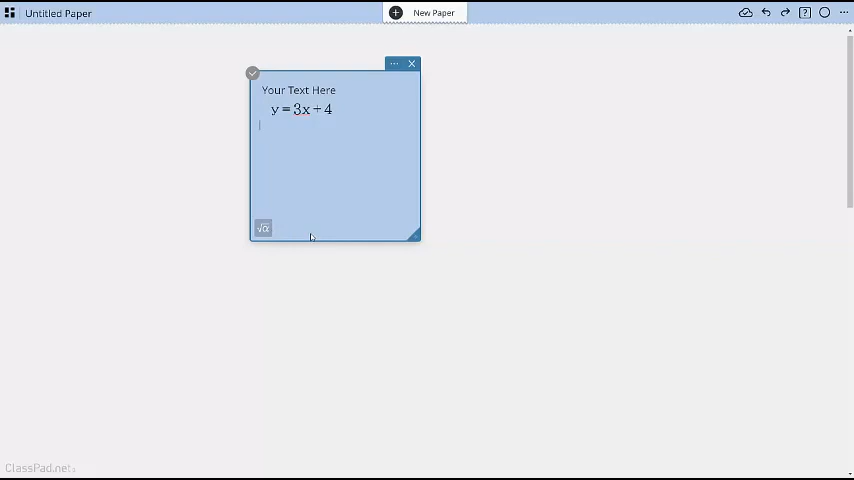 Untitled Paper
New Paper
?
Your Text Here
y = 3x + 4
√α
ClassPad.net